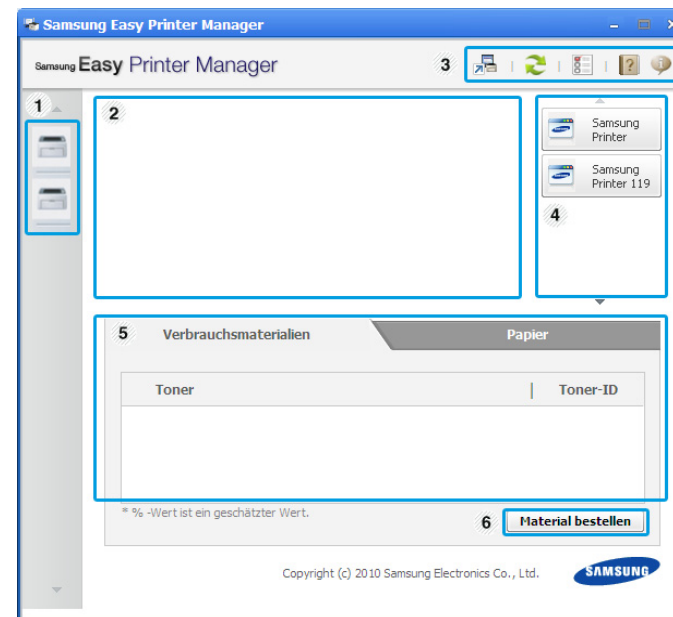 Samsung Easy Printer Manager
Samsung Easy Printer Manager
3
1
2
Samsung
Printer
Samsung
Printer 119
4
5
Verbrauchsmaterialien
Papier
Toner
Toner-ID
* % -Wert ist ein geschätzter Wert.
6
Material bestellen
Copyright (c) 2010 Samsung Electronics Co., Ltd.
SAMSUNG